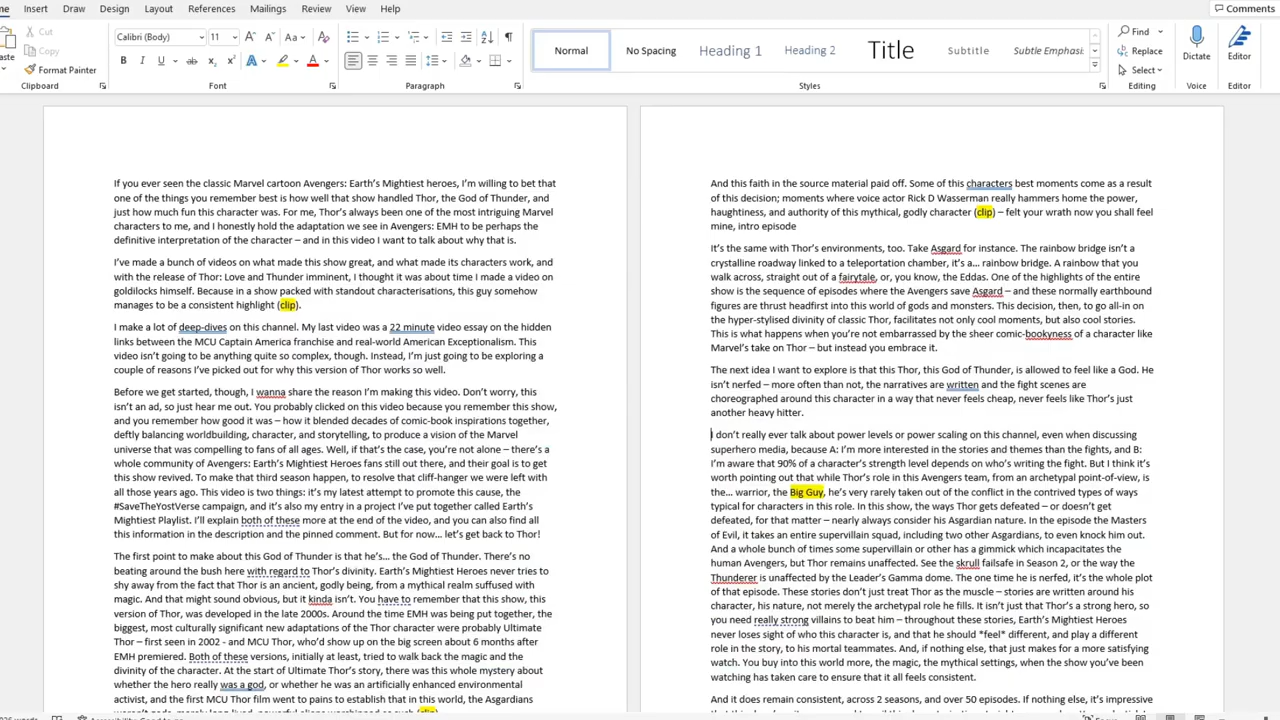 me Insert Draw Design Layout References Mailings Review View Help Comments
Cut
Copy
aste Format Painter
Clipboard
Calibri (Body) 11
Font
Paragraph
Normal No Spacing Heading 1 Heading 2 Title Subtitle Subtle Emphasi
Styles
Find
Replace
Select
Editing
Dictate
Voice
Editor
Editor
If you ever seen the classic Marvel cartoon Avengers: Earth’s Mightiest heroes, I’m willing to bet that
one of the things you remember best is how well that show handled Thor, the God of Thunder, and
just how much fun this character was. For me, Thor’s always been one of the most intriguing Marvel
characters to me, and I honestly hold the adaptation we see in Avengers: EMH to be perhaps the
definitive interpretation of the character – and in this video I want to talk about why that is.
I’ve made a bunch of videos on what made this show great, and what made its characters work, and
with the release of Thor: Love and Thunder imminent, I thought it was about time I made a video on
goldilocks himself. Because in a show packed with standout characterisations, this guy somehow
manages to be a consistent highlight (clip).
I make a lot of deep-dives on this channel. My last video was a 22 minute video essay on the hidden
links between the MCU Captain America franchise and real-world American Exceptionalism. This
video isn’t going to be anything quite so complex, though. Instead, I’m just going to be exploring a
couple of reasons I’ve picked out for why this version of Thor works so well.
Before we get started, though, I wanna share the reason I’m making this video. Don’t worry, this
isn’t an ad, so just hear me out. You probably clicked on this video because you remember this show,
and you remember how good it was – how it blended decades of comic-book inspirations together,
deftly balancing worldbuilding, character, and storytelling, to produce a vision of the Marvel
universe that was compelling to fans of all ages. Well, if that’s the case, you’re not alone – there’s a
whole community of Avengers: Earth’s Mightiest Heroes fans still out there, and their goal is to get
this show revived. To make that third season happen, to resolve that cliff-hanger we were left with
all those years ago. This video is two things: it’s my latest attempt to promote this cause, the
#SaveTheYostVerse campaign, and it’s also my entry in a project I’ve put together called Earth’s
Mightiest Playlist. I’ll explain both of these more at the end of the video, and you can also find all
this information in the description and the pinned comment. But for now… let’s get back to Thor!
The first point to make about this God of Thunder is that he’s… the God of Thunder. There’s no
beating around the bush here with regard to Thor’s divinity. Earth’s Mightiest Heroes never tries to
shy away from the fact that Thor is an ancient, godly being, from a mythical realm suffused with
magic. And that might sound obvious, but it kinda isn’t. You have to remember that this show, this
version of Thor, was developed in the late 2000s. Around the time EMH was being put together, the
biggest, most culturally significant new adaptations of the Thor character were probably Ultimate
Thor – first seen in 2002 - and MCU Thor, who’d show up on the big screen about 6 months after
EMH premiered. Both of these versions, initially at least, tried to walk back the magic and the
divinity of the character. At the start of Ultimate Thor’s story, there was this whole mystery about
whether the hero really was a god, or whether he was an artificially enhanced environmental
activist, and the first MCU Thor film went to pains to establish that in this world, the Asgardians
And this faith in the source material paid off. Some of this characters best moments come as a result
of this decision; moments where voice actor Rick D Wasserman really hammers home the power,
haughtiness, and authority of this mythical, godly character (clip) – felt your wrath now you shall feel
mine, intro episode
It’s the same with Thor’s environments, too. Take Asgard for instance. The rainbow bridge isn’t a
crystalline roadway linked to a teleportation chamber, it’s a… rainbow bridge. A rainbow that you
walk across, straight out of a fairytale, or, you know, the Eddas. One of the highlights of the entire
show is the sequence of episodes where the Avengers save Asgard – and these normally earthbound
figures are thrust headfirst into this world of gods and monsters. This decision, then, to go all-in on
the hyper-stylised divinity of classic Thor, facilitates not only cool moments, but also cool stories.
This is what happens when you’re not embarrassed by the sheer comic-bookyness of a character like
Marvel’s take on Thor – but instead you embrace it.
The next idea I want to explore is that this Thor, this God of Thunder, is allowed to feel like a God. He
isn’t nerfed – more often than not, the narratives are written and the fight scenes are
choreographed around this character in a way that never feels cheap, never feels like Thor’s just
another heavy hitter.
I don’t really ever talk about power levels or power scaling on this channel, even when discussing
superhero media, because A: I’m more interested in the stories and themes than the fights, and B:
I’m aware that 90% of a character’s strength level depends on who’s writing the fight. But I think it’s
worth pointing out that while Thor’s role in this Avengers team, from an archetypal point-of-view, is
the… warrior, the Big Guy, he’s very rarely taken out of the conflict in the contrived types of ways
typical for characters in this role. In this show, the ways Thor gets defeated – or doesn’t get
defeated, for that matter – nearly always consider his Asgardian nature. In the episode the Masters
of Evil, it takes an entire supervillain squad, including two other Asgardians, to even knock him out.
And a whole bunch of times some supervillain or other has a gimmick which incapacitates the
human Avengers, but Thor remains unaffected. See the skrull failsafe in Season 2, or the way the
Thunderer is unaffected by the Leader’s Gamma dome. The one time he is nerfed, it’s the whole plot
of that episode. These stories don’t just treat Thor as the muscle – stories are written around his
character, his nature, not merely the archetypal role he fills. It isn’t just that Thor’s a strong hero, so
you need really strong villains to beat him – throughout these stories, Earth’s Mightiest Heroes
never loses sight of who this character is, and that he should *feel* different, and play a different
role in the story, to his mortal teammates. And, if nothing else, that just makes for a more satisfying
watch. You buy into this world more, the magic, the mythical settings, when the show you’ve been
watching has taken care to ensure that it all feels consistent.
And it does remain consistent, across 2 seasons, and over 50 episodes. If nothing else, it’s impressive